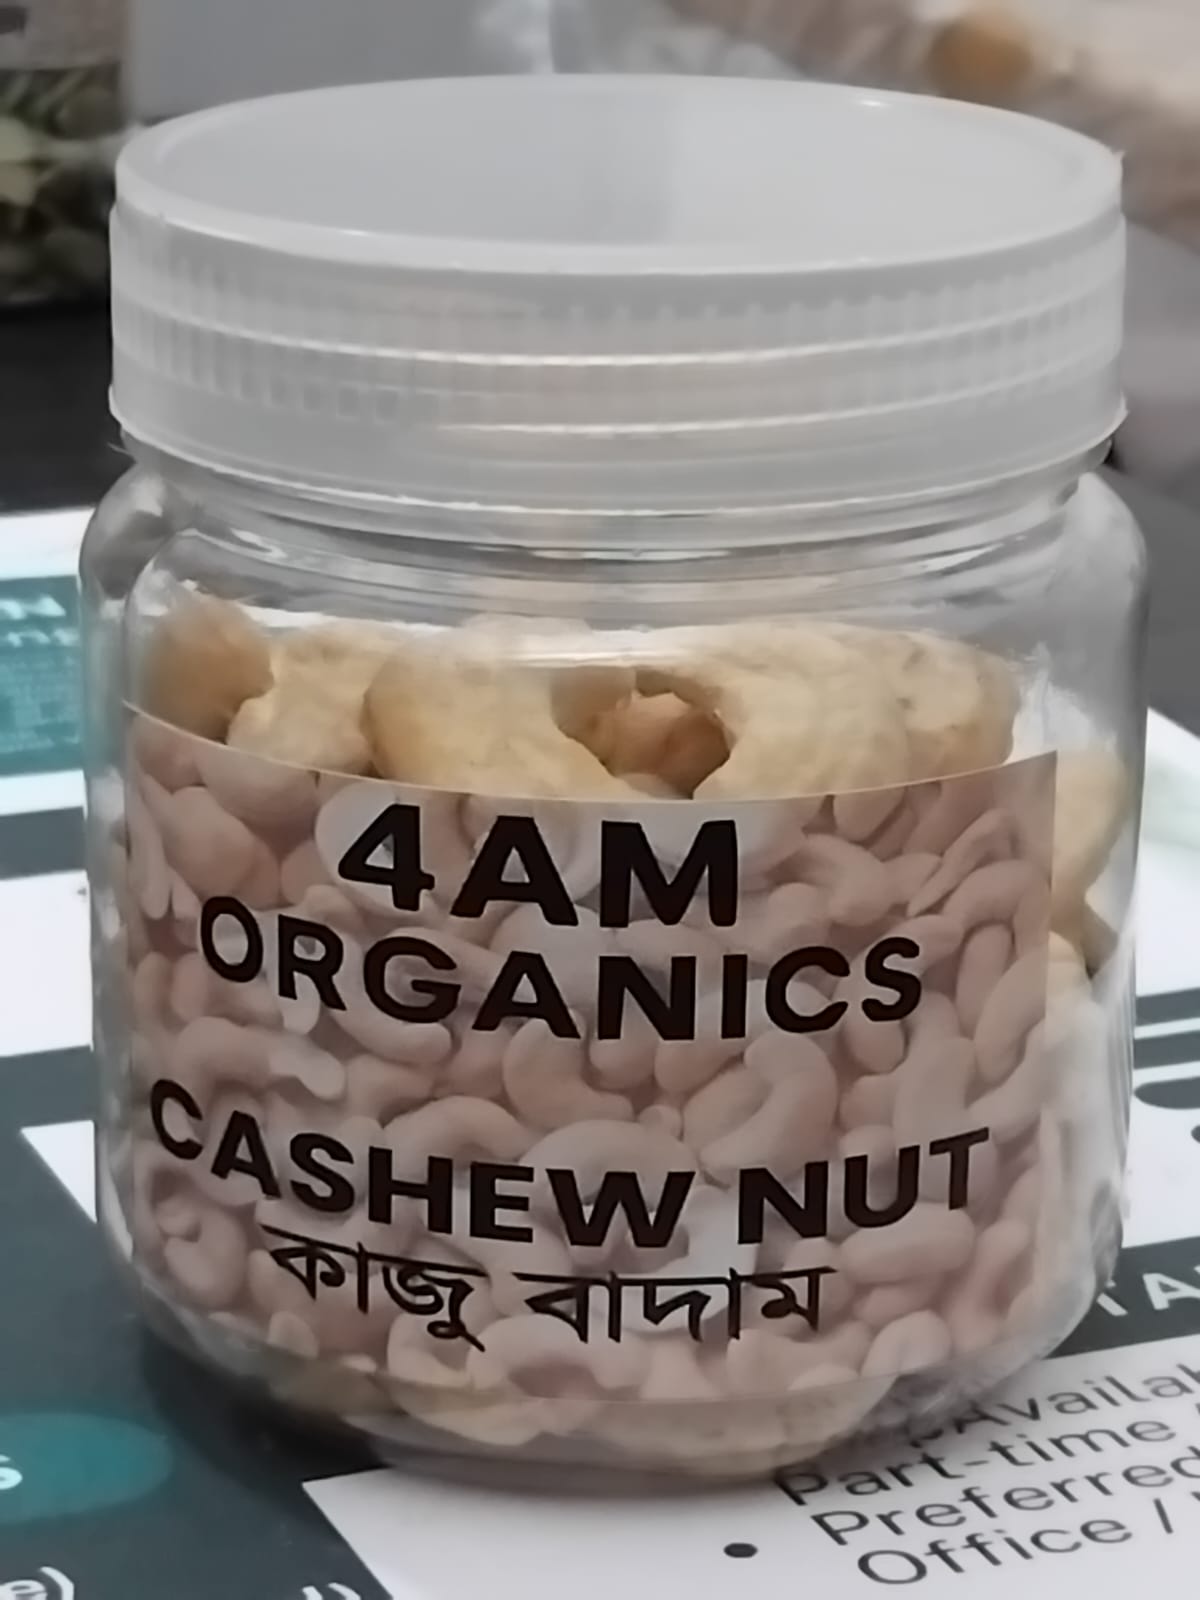 4AM
ORGANICS
CASHEW NUT
কাজু বাদাম
Part-time
Preferred
Office /